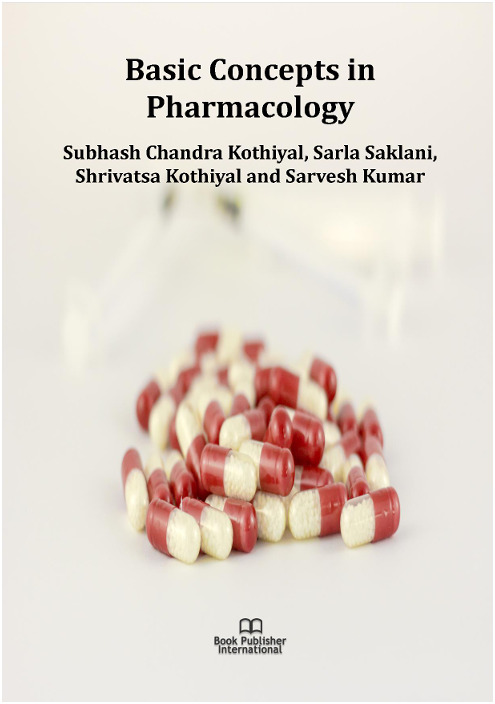 Basic Concepts in
Pharmacology
Subhash Chandra Kothiyal, Sarla Saklani,
Shrivatsa Kothiyal and Sarvesh Kumar
Book Publisher
International